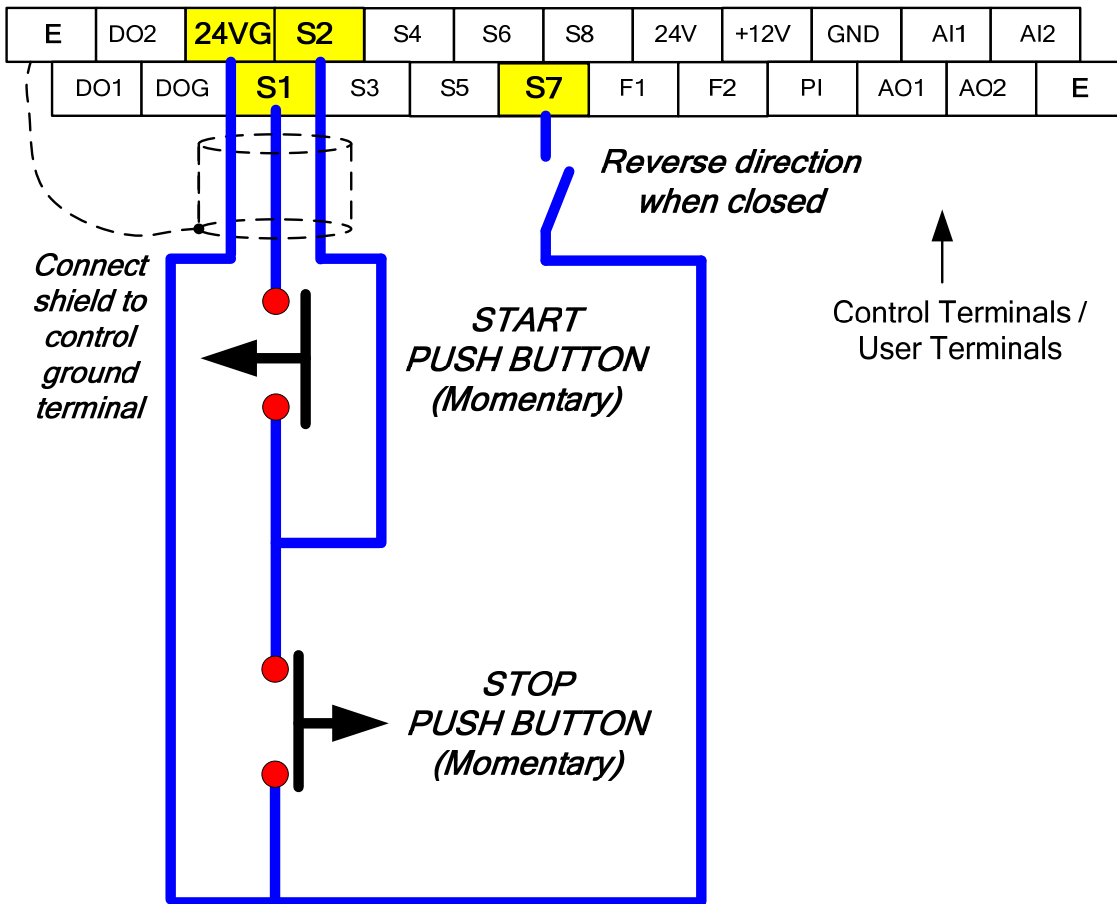 E DO2 24VG S2 S4 S6 S8 24V +12V GND AI1 AI2
DO1 DOG S1 S3 S5 S7 F1 F2 PI AO1 AO2 E
Reverse direction
when closed
Connect
shield to
control
ground
terminal
START
PUSH BUTTON
(Momentary)
Control Terminals /
User Terminals
STOP
PUSH BUTTON
(Momentary)